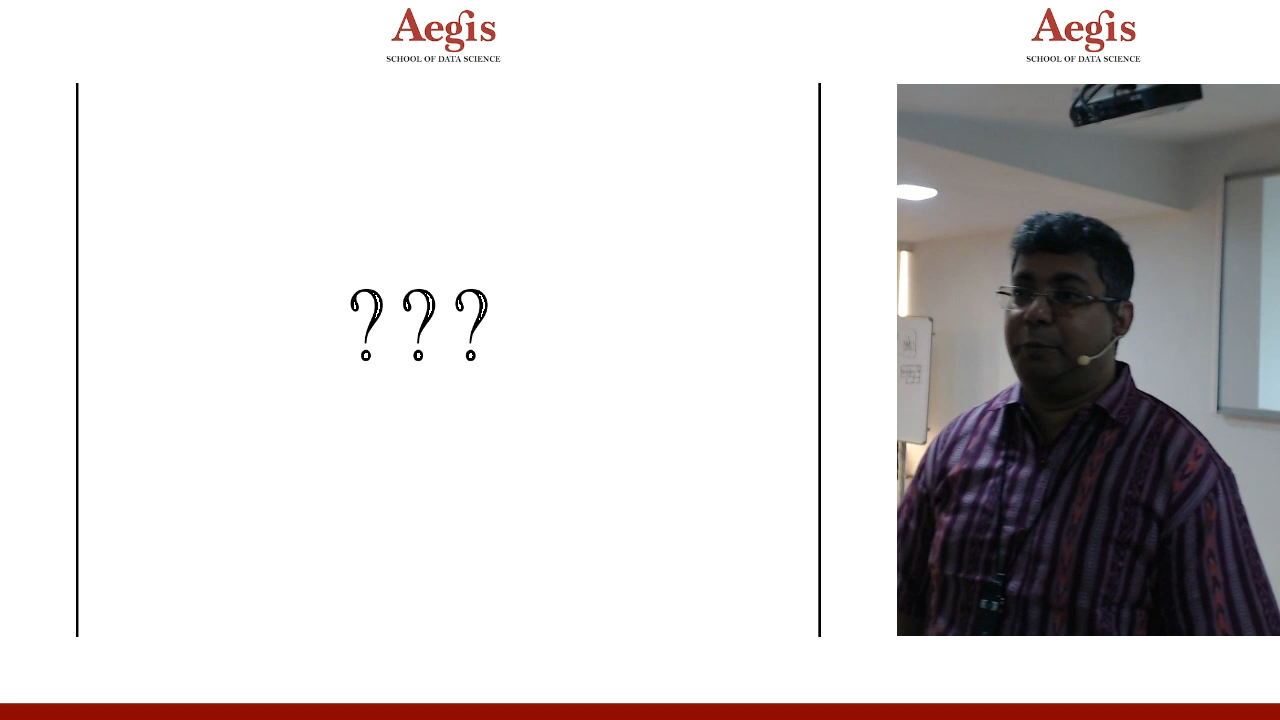 Aegis
SCHOOL OF DATA SCIENCE
Aegis
SCHOOL OF DATA SCIENCE
? ? ?